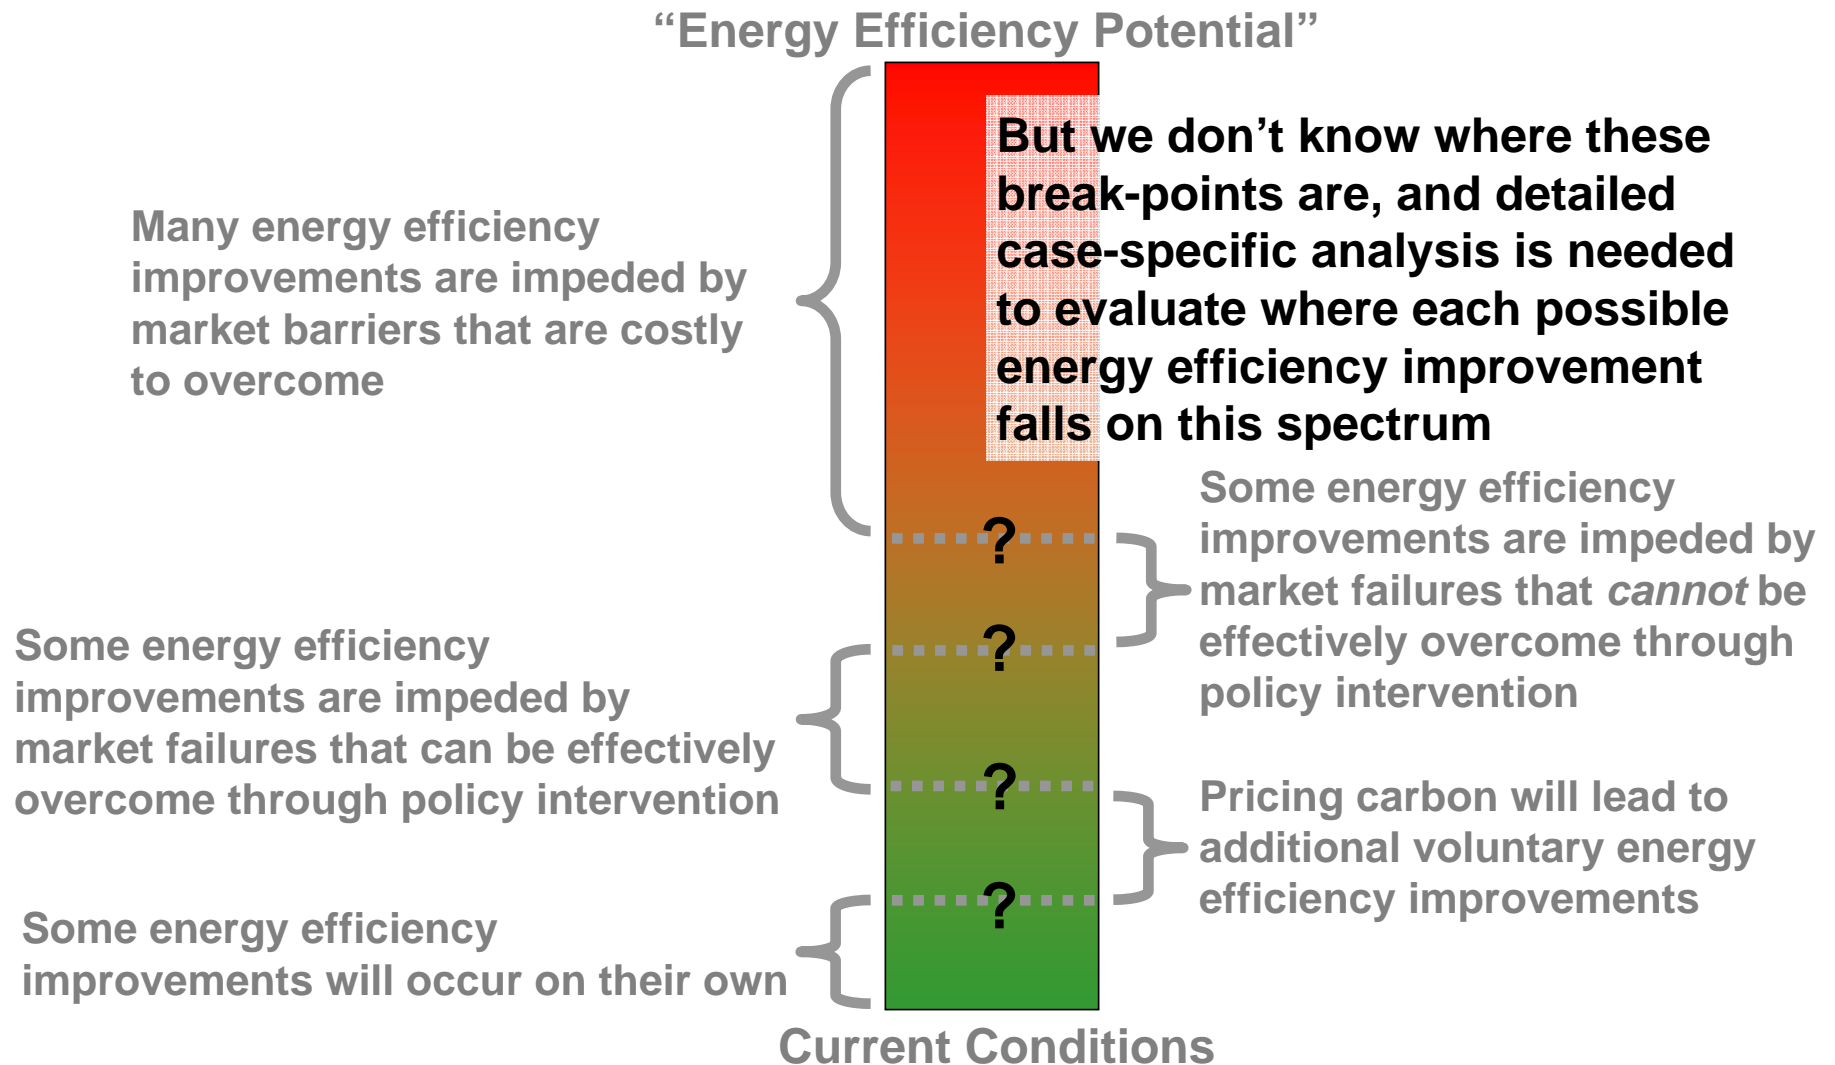 “Energy Efficiency Potential”
But we don’t know where these
break-points are, and detailed
case-specific analysis is needed
to evaluate where each possible
energy efficiency improvement
falls on this spectrum
Many energy efficiency
improvements are impeded by
market barriers that are costly
to overcome
Some energy efficiency
improvements are impeded by
market failures that cannot be
effectively overcome through
policy intervention
?
?
Some energy efficiency
improvements are impeded by
market failures that can be effectively
overcome through policy intervention
?
Pricing carbon will lead to
additional voluntary energy
efficiency improvements
?
Some energy efficiency
improvements will occur on their own
Current Conditions